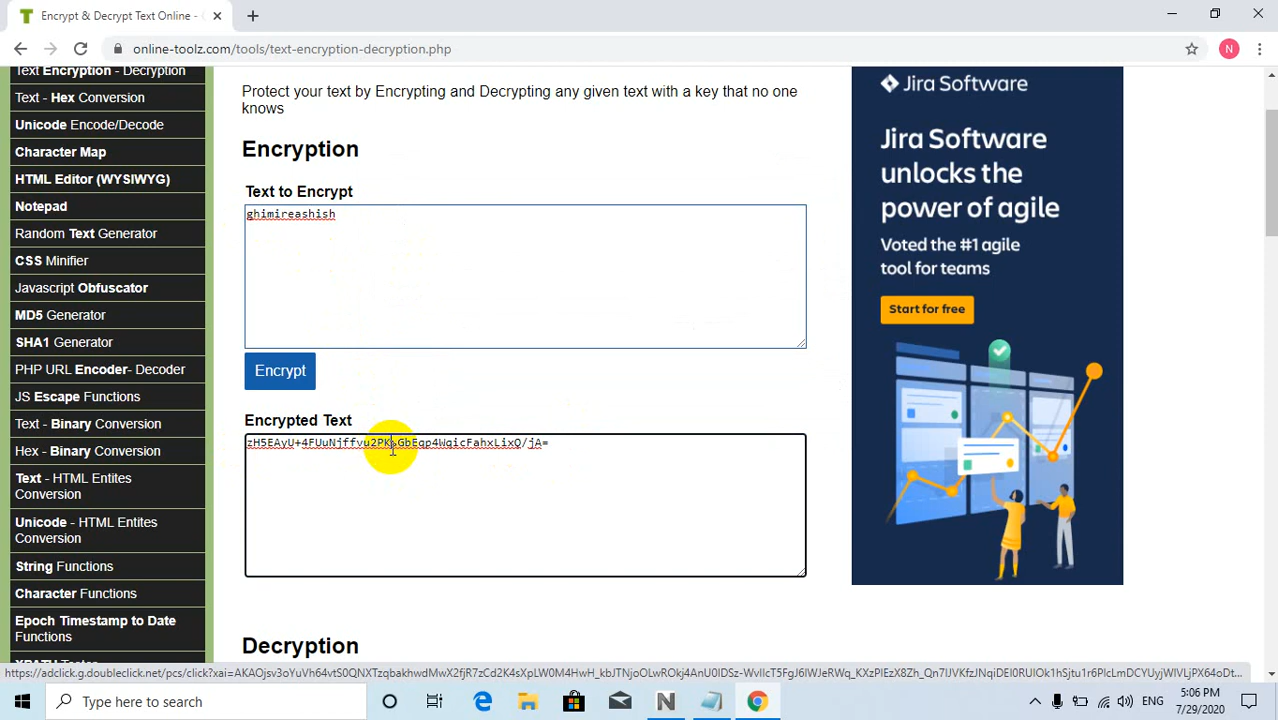 Encrypt & Decrypt Text Online -
online-toolz.com/tools/text-encryption-decryption.php
N
Text Encryption - Decryption
Text - Hex Conversion
Unicode Encode/Decode
Character Map
HTML Editor (WYSIWYG)
Notepad
Random Text Generator
CSS Minifier
Javascript Obfuscator
MD5 Generator
SHA1 Generator
PHP URL Encoder- Decoder
JS Escape Functions
Text - Binary Conversion
Hex - Binary Conversion
Text - HTML Entites
Conversion
Unicode - HTML Entites
Conversion
String Functions
Character Functions
Epoch Timestamp to Date
Functions
Protect your text by Encrypting and Decrypting any given text with a key that no one
knows
Encryption
Text to Encrypt
ghimireashish
Encrypt
Encrypted Text
Decryption
Jira Software
Jira Software
unlocks the
power of agile
Voted the #1 agile
tool for teams
Start for free
Type here to search
ENG
5:06 PM
7/29/2020